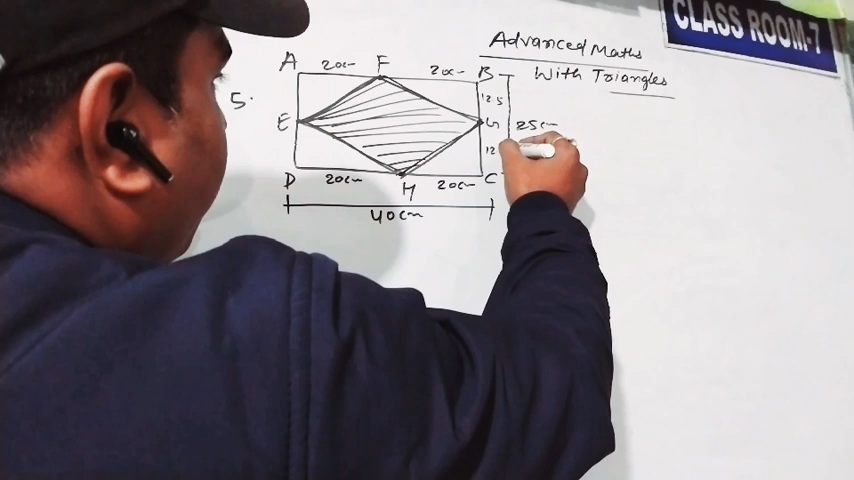 CLASS ROOM-7
Advanced Maths
With Triangles
5.
A 20cm F 20cm B
12.5
E G 25cm
12
D 20cm H 20cm C
40cm